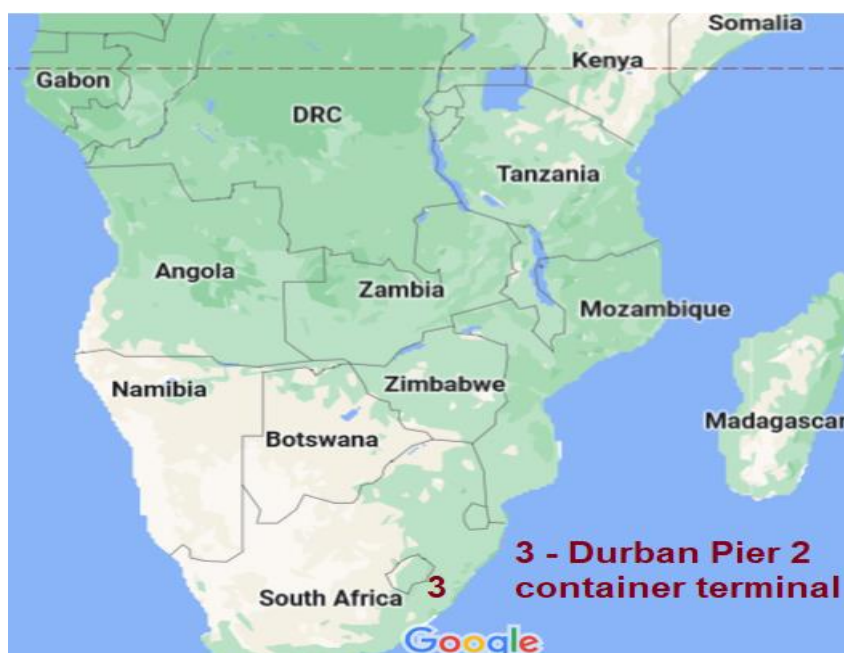 Somalia
Kenya
Gabon
DRC
Tanzania
Angola
Zambia
Mozambique
Namibia
Zimbabwe
Madagascar
Botswana
3 - Durban Pier 2
container terminal
3
South Africa
Google